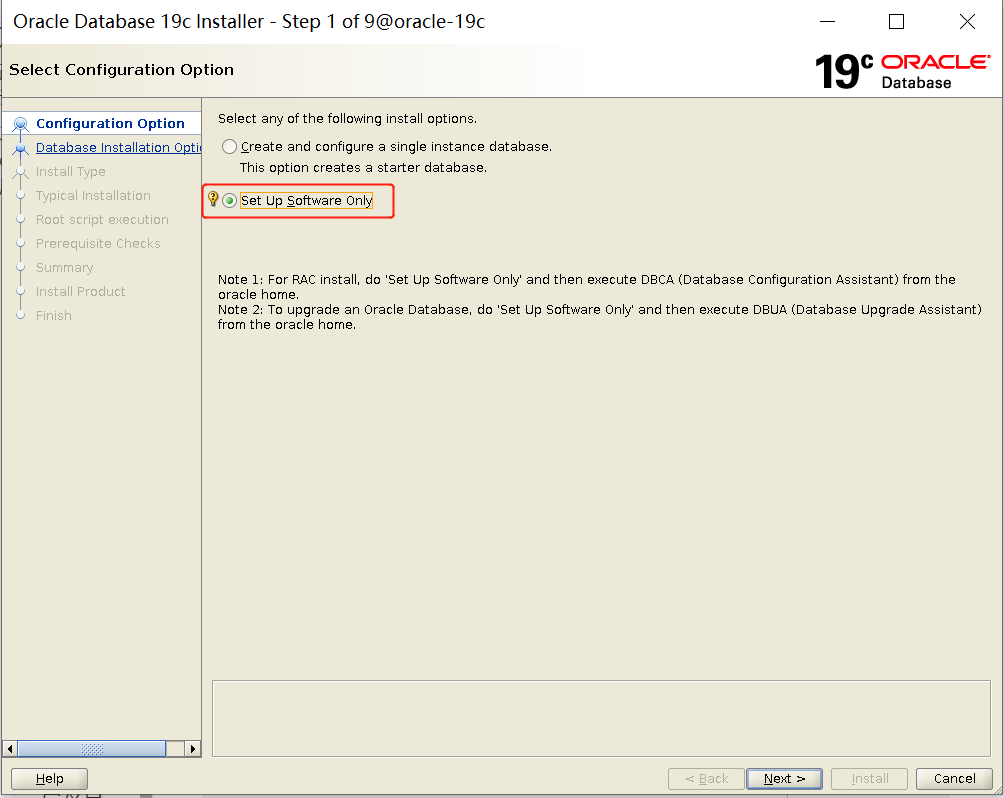 Oracle Database 19c Installer - Step 1 of 9@oracle-19c
Select Configuration Option
19c ORACLE
Database
Configuration Option
Database Installation Opti
Install Type
Typical Installation
Root script execution
Prerequisite Checks
Summary
Install Product
Finish
Select any of the following install options.
Create and configure a single instance database.
This option creates a starter database.
Set Up Software Only
Note 1: For RAC install, do 'Set Up Software Only' and then execute DBCA (Database Configuration Assistant) from the
oracle home.
Note 2: To upgrade an Oracle Database, do 'Set Up Software Only' and then execute DBUA (Database Upgrade Assistant)
from the oracle home.
Help
< Back
Next >
Install
Cancel